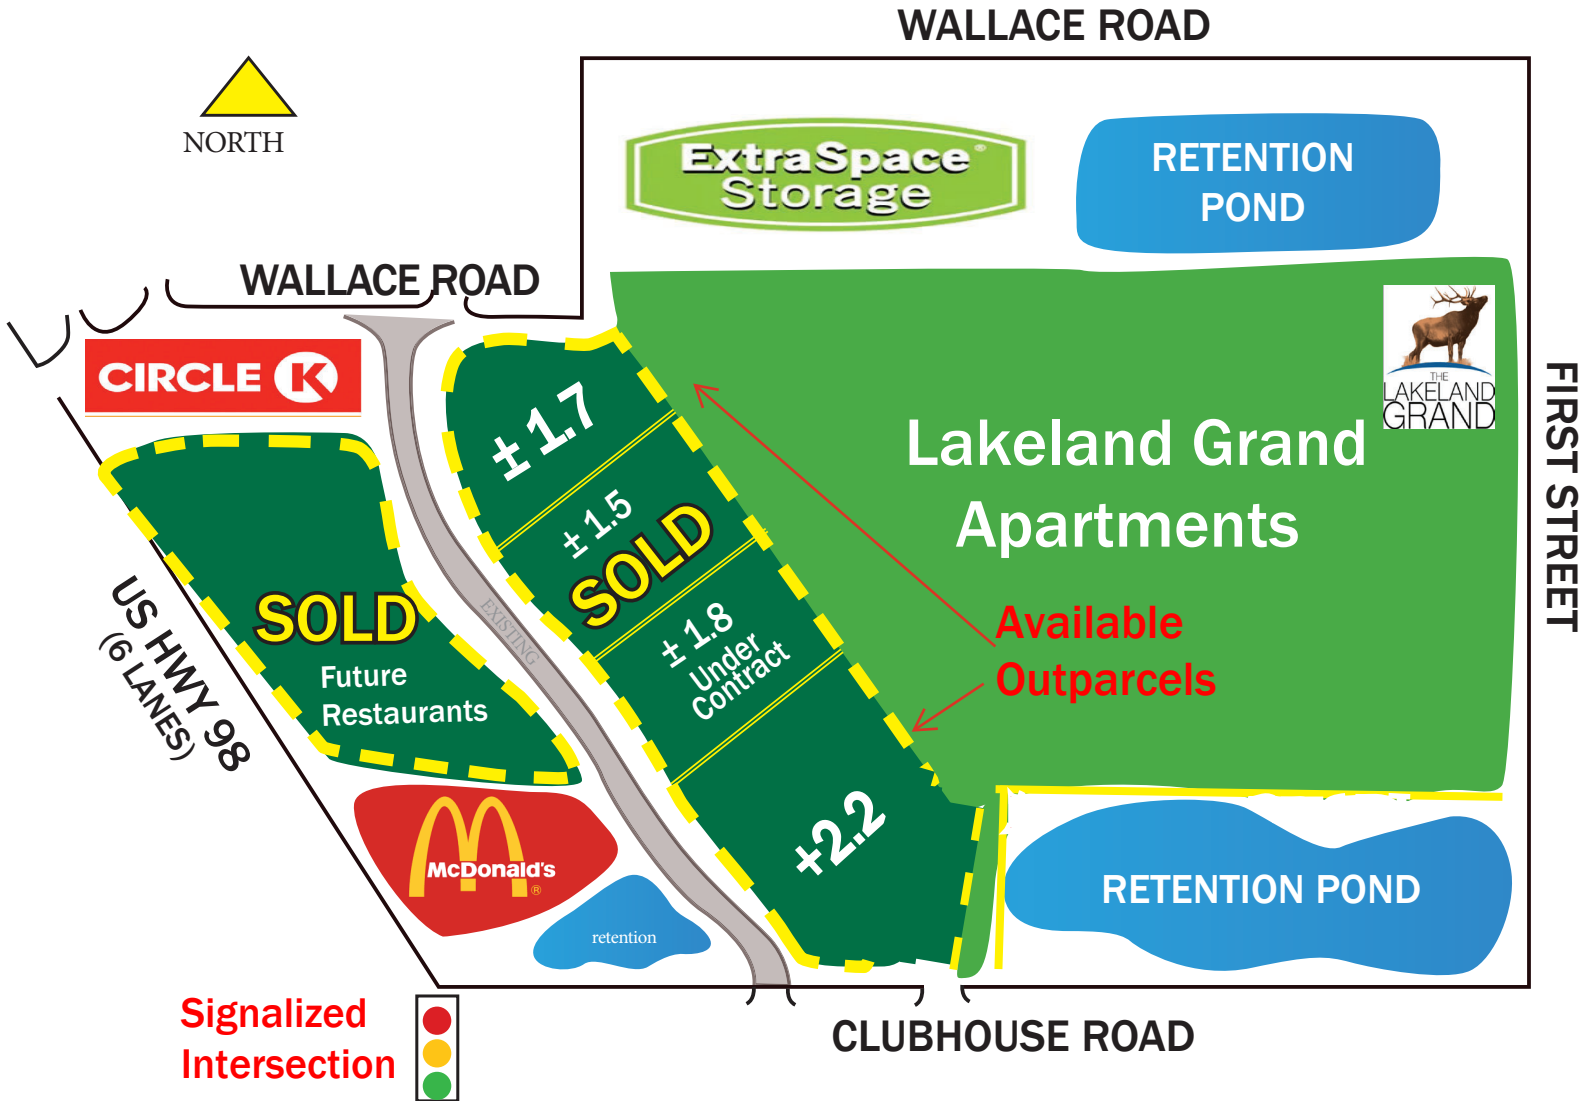 WALLACE ROAD
NORTH
ExtraSpace®
Storage
RETENTION
POND
WALLACE ROAD
CIRCLE K
THE
LAKELAND
GRAND
FIRST STREET
± 1.7
Lakeland Grand
Apartments
± 1.5
SOLD
EXISTING
± 1.8
Under
Contract
Available
Outparcels
US HWY 98
(6 LANES)
SOLD
Future
Restaurants
+2.2
McDonald's
®
retention
RETENTION POND
Signalized
Intersection
CLUBHOUSE ROAD